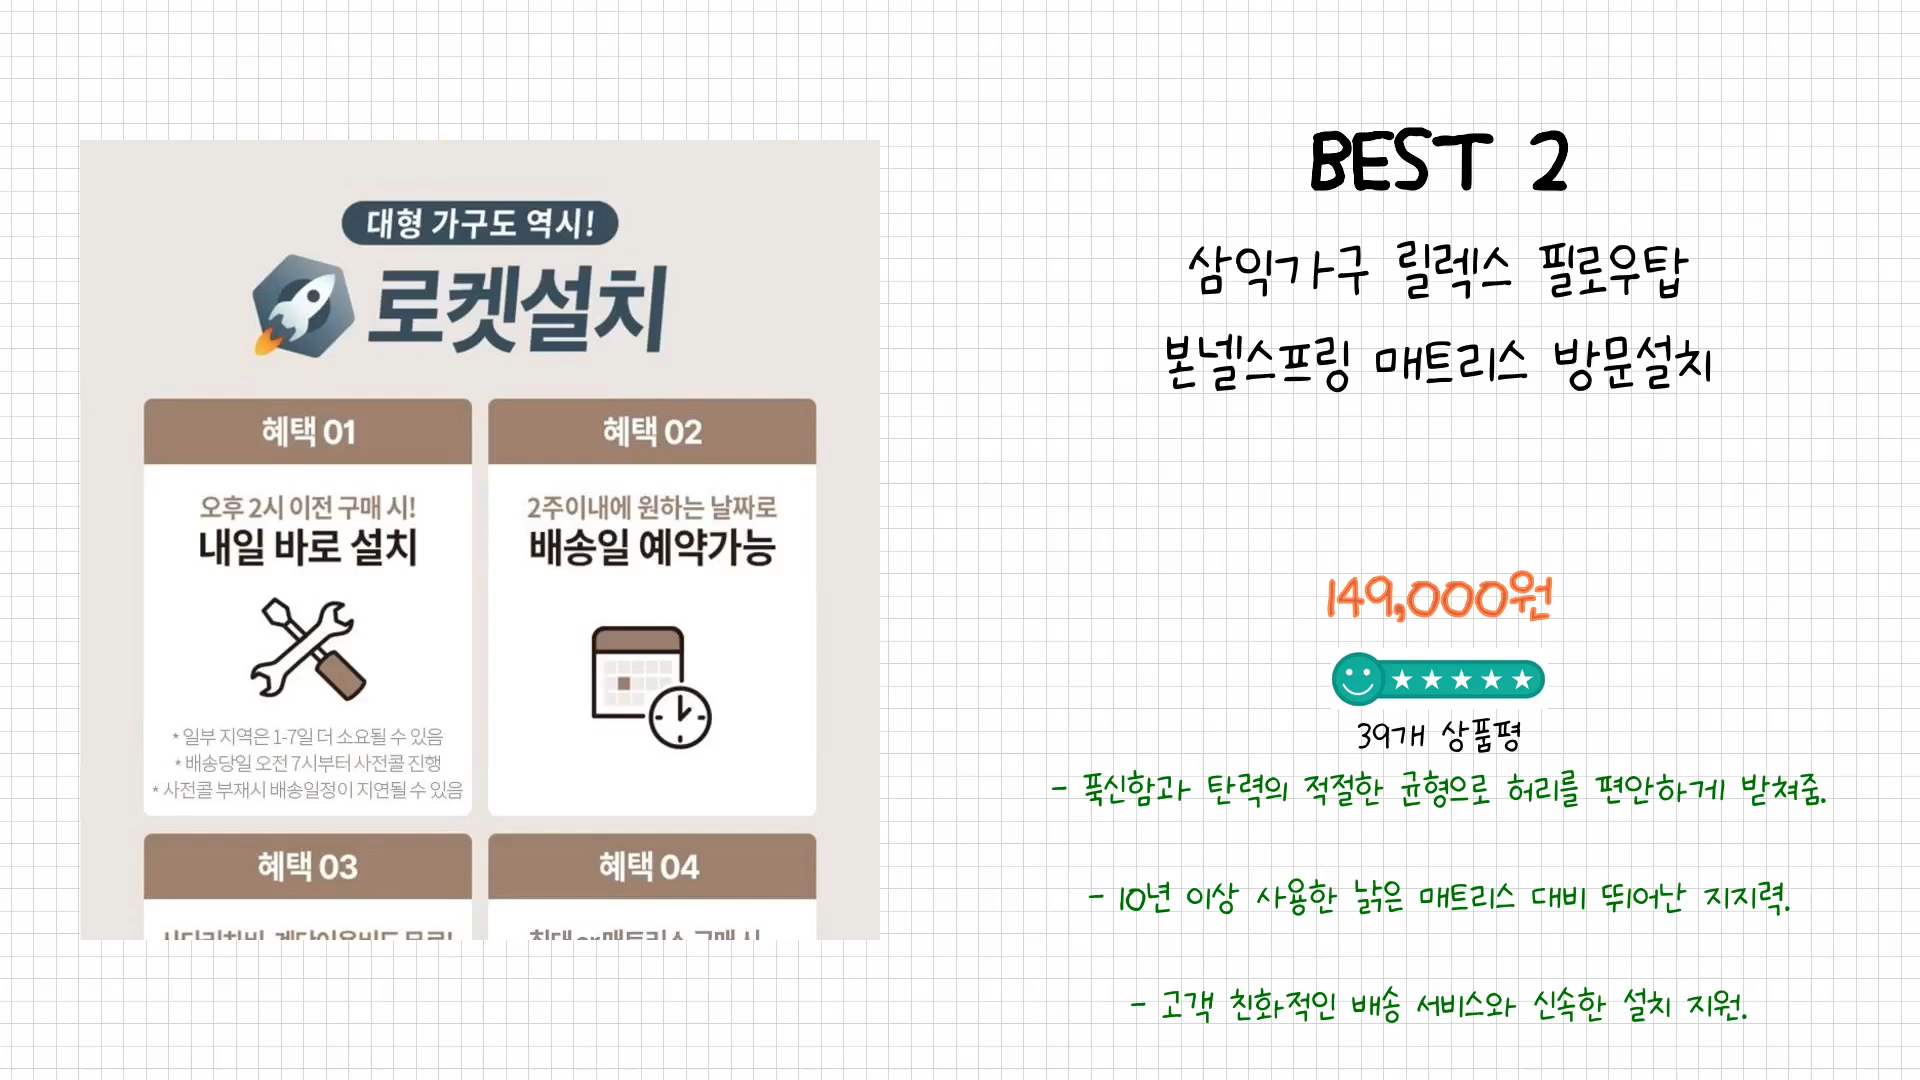 대형 가구도 역시!
로켓설치
혜택 01
오후 2시 이전 구매 시!
내일 바로 설치
* 일부 지역은 1-7일 더 소요될 수 있음
* 배송당일 오전 7시부터 사전콜 진행
* 사전콜 부재시 배송일정이 지연될 수 있음
혜택 02
2주이내에 원하는 날짜로
배송일 예약가능
혜택 03
혜택 04
BEST 2
삼익가구 릴렉스 필로우탑
본넬스프링 매트리스 방문설치
149,000원
39개 상품평
- 푹신함과 탄력의 적절한 균형으로 허리를 편안하게 받쳐줌.
- 10년 이상 사용한 낡은 매트리스 대비 뛰어난 지지력.
- 고객 친화적인 배송 서비스와 신속한 설치 지원.